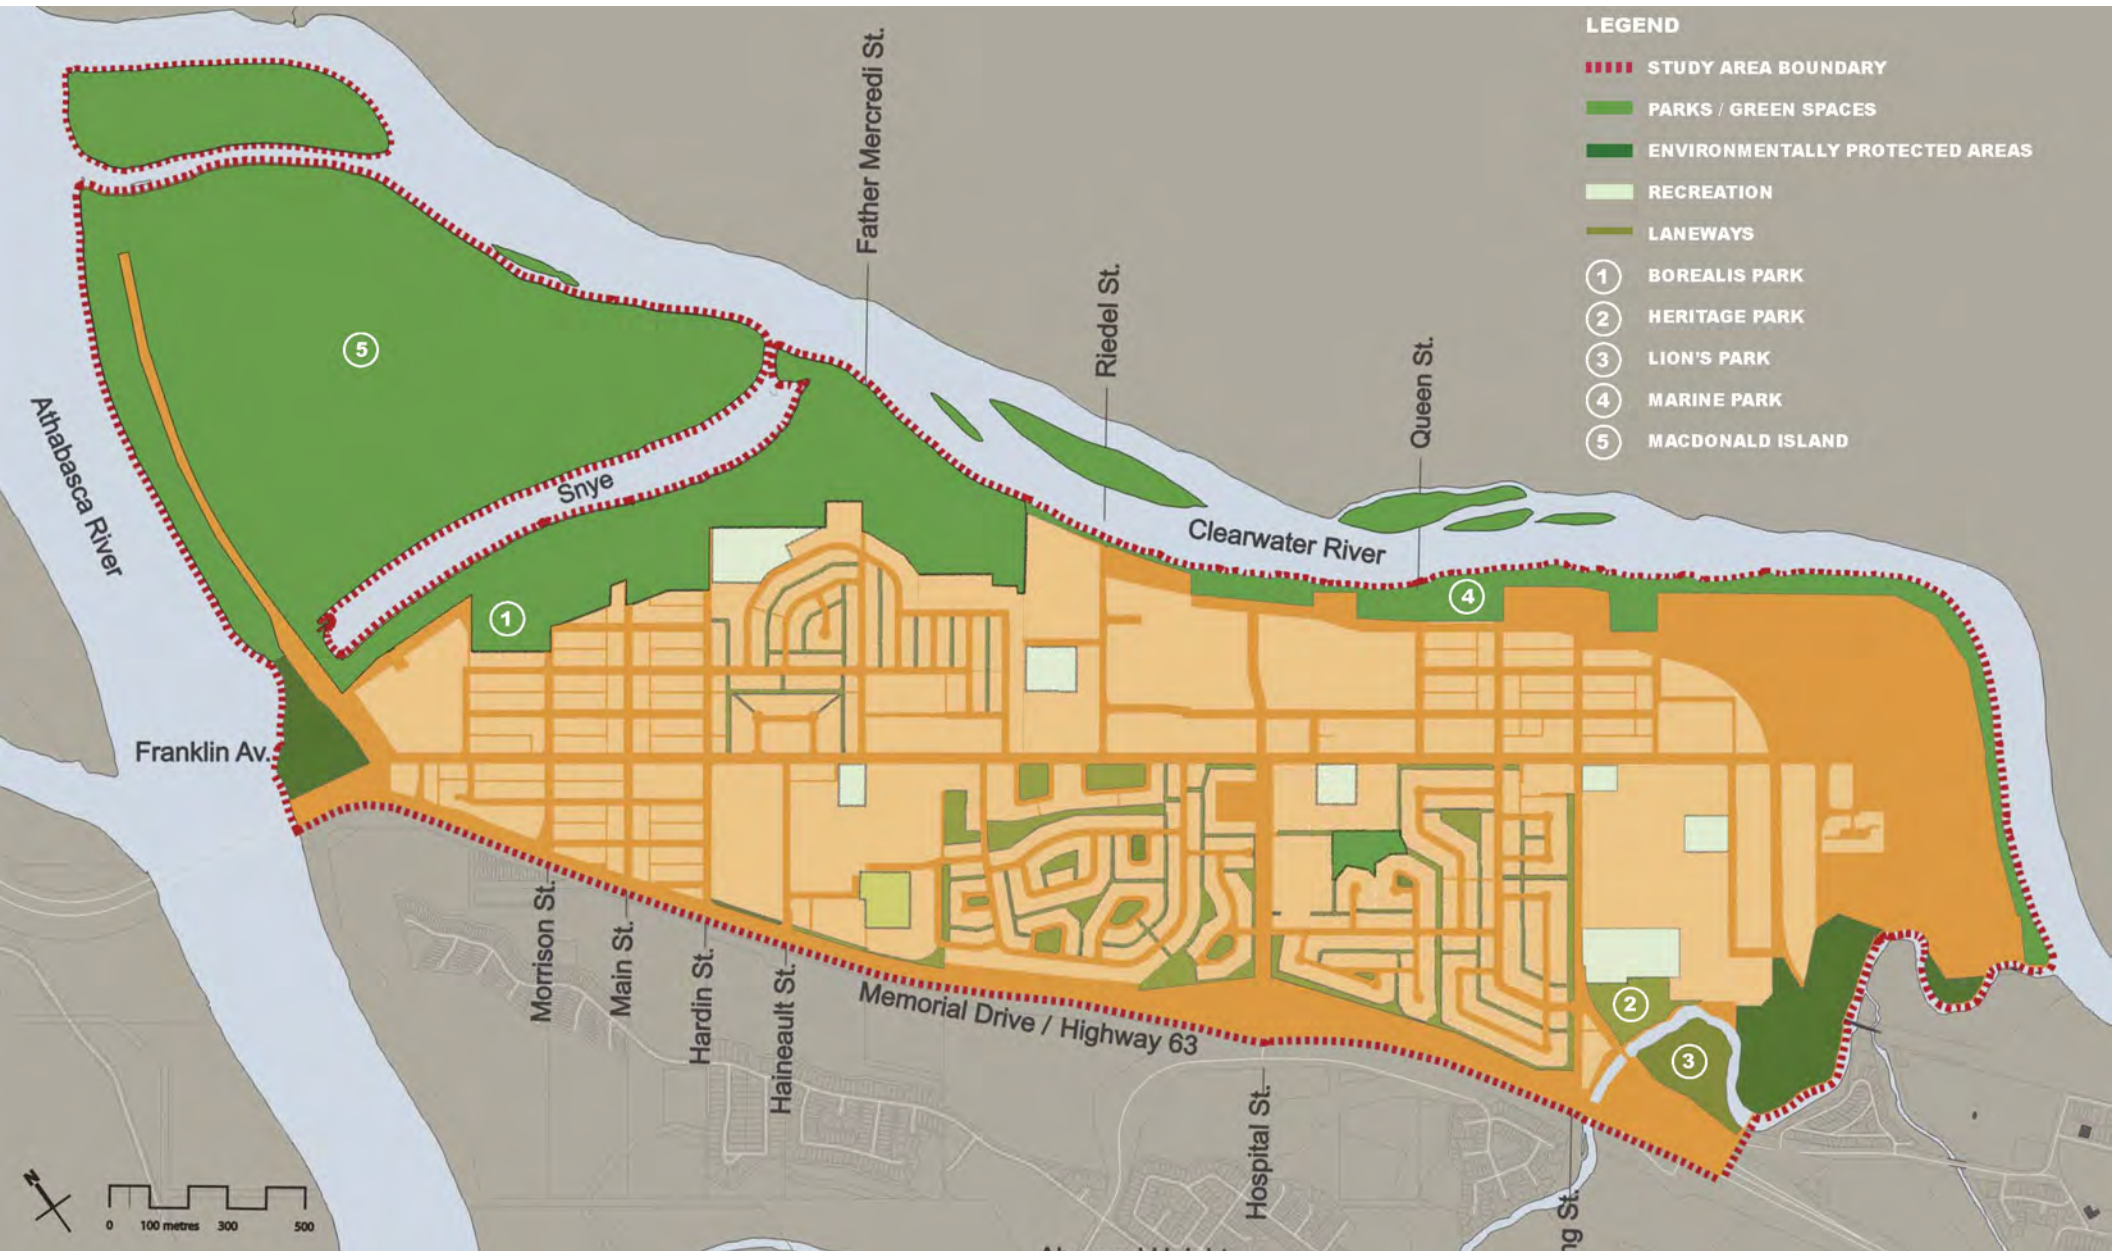 LEGEND
STUDY AREA BOUNDARY
PARKS / GREEN SPACES
ENVIRONMENTALLY PROTECTED AREAS
RECREATION
LANEWAYS
1 BOREALIS PARK
2 HERITAGE PARK
3 LION'S PARK
4 MARINE PARK
5 MACDONALD ISLAND
Father Mercredi St.
Riedel St.
Queen St.
5
Athabasca River
Snye
Clearwater River
4
1
Franklin Av.
Morrison St.
Main St.
Hardin St.
Haineault St.
Memorial Drive / Highway 63
Hospital St.
2
3
ng St.
N
0 100 metres 300 500